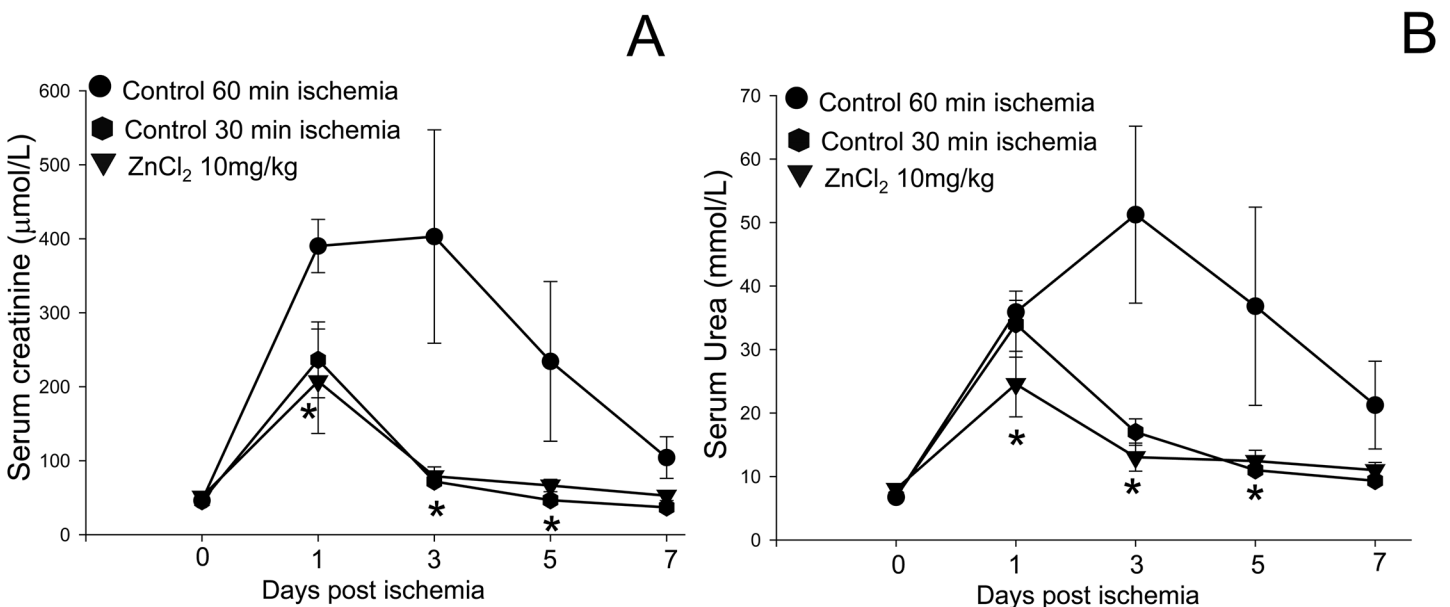 A
Control 60 min ischemia
Control 30 min ischemia
ZnCl₂ 10mg/kg
Serum creatinine (μmol/L)
600
500
400
300
200
100
0
*
*
*
0 1 3 5 7
Days post ischemia
B
Control 60 min ischemia
Control 30 min ischemia
ZnCl₂ 10mg/kg
Serum Urea (mmol/L)
70
60
50
40
30
20
10
0
*
*
*
0 1 3 5 7
Days post ischemia